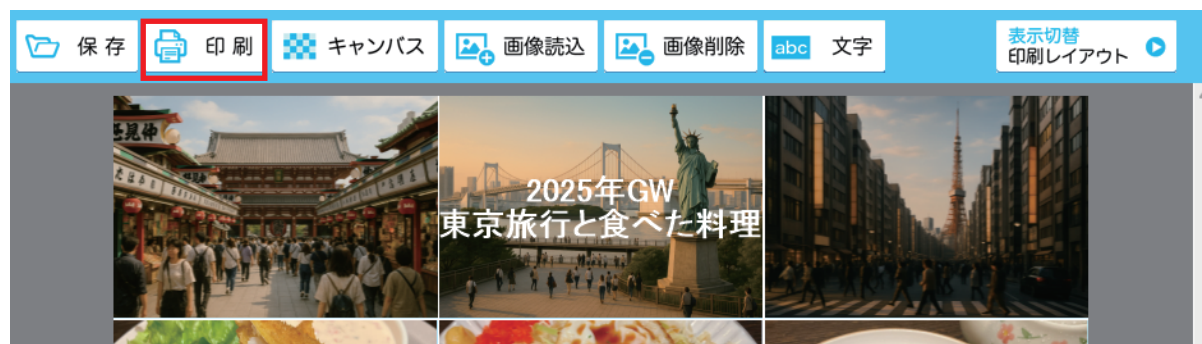 保存
印刷
キャンバス
画像読込
画像削除
abc 文字
表示切替
印刷レイアウト
2025年GW
東京旅行と食べた料理